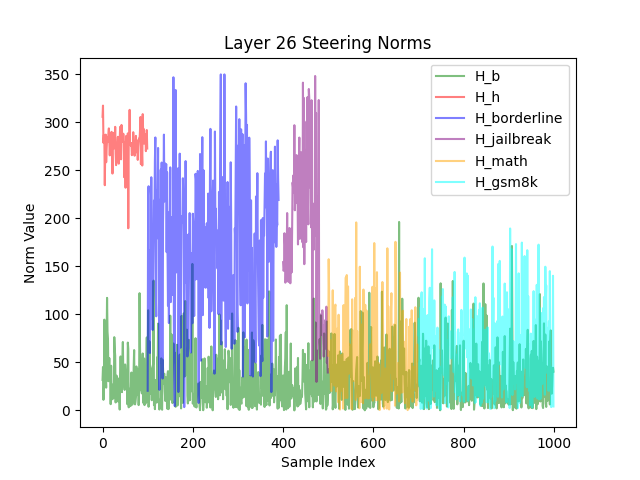 Layer 26 Steering Norms
350
300
250
200
150
100
50
0
Norm Value
H_b
H_h
H_borderline
H_jailbreak
H_math
H_gsm8k
0
200
400
600
800
1000
Sample Index